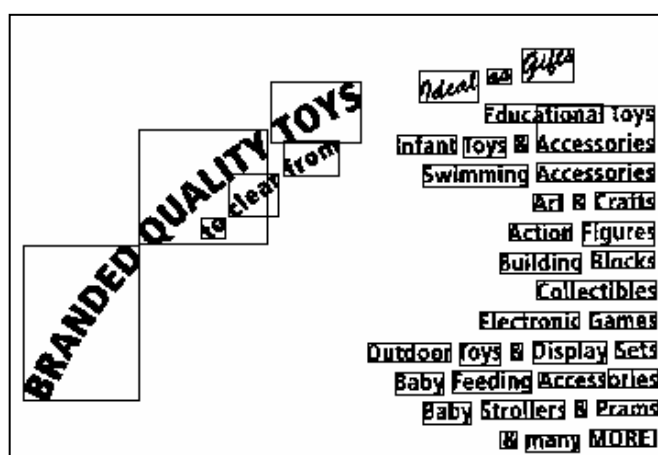 BRANDED QUALITY TOYS
to clear from
Ideal as Gifts
Educational Toys
Infant Toys & Accessories
Swimming Accessories
Art & Crafts
Action Figures
Building Blocks
Collectibles
Electronic Games
Outdoor Toys & Display Sets
Baby Feeding Accessories
Baby Strollers & Prams
& many MORE!